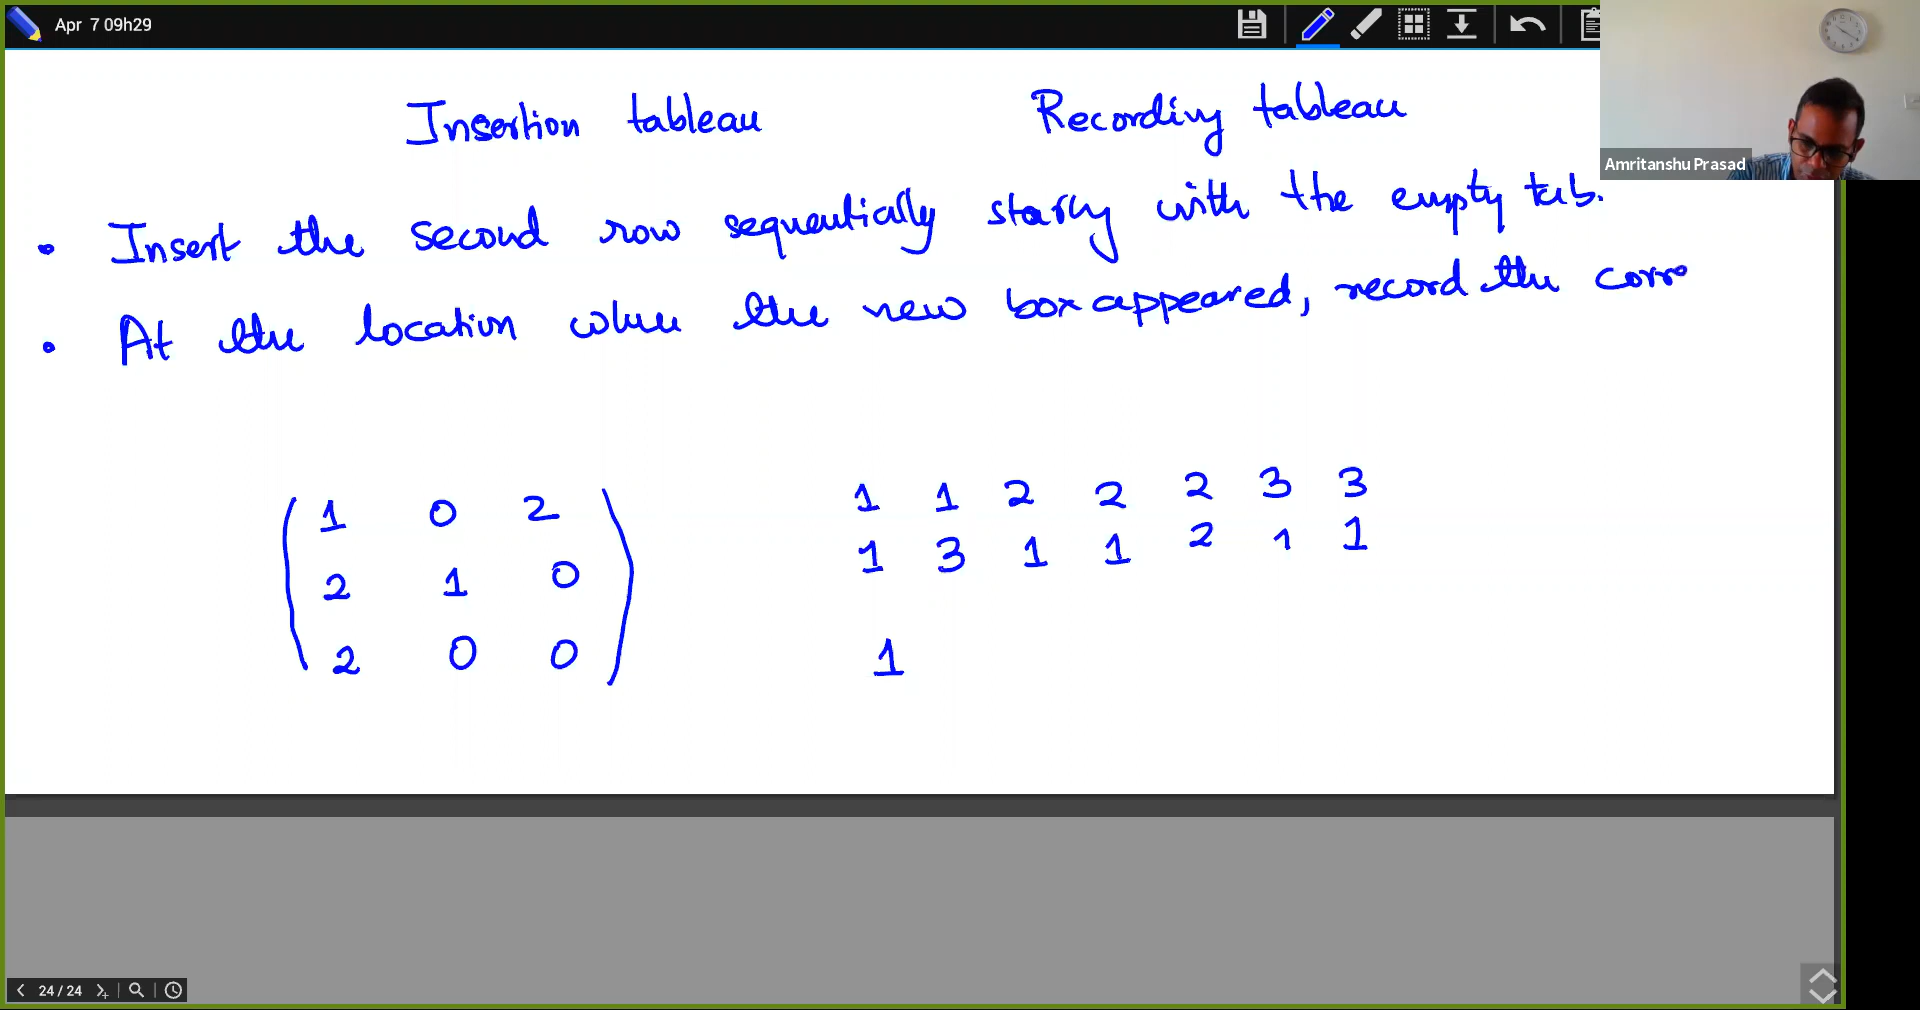 Apr 7 09h29
Amritanshu Prasad
Insertion tableau Recording tableau
• Insert the second row sequentially starting with the empty tab.
• At the location where the new box appeared, record the corre
1 0 2
2 1 0
2 0 0
1 1 2 2 2 3 3
1 3 1 1 2 1 1
1
24 / 24